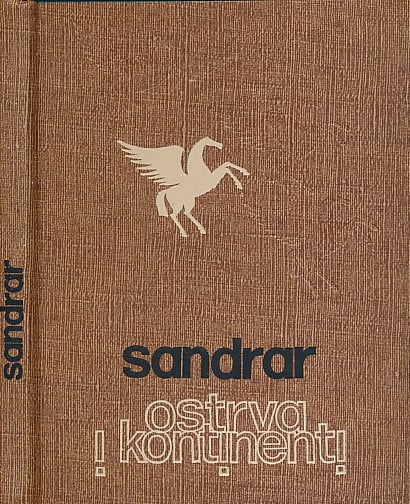 sandrar
sandrar
ostrva
i kontinenti